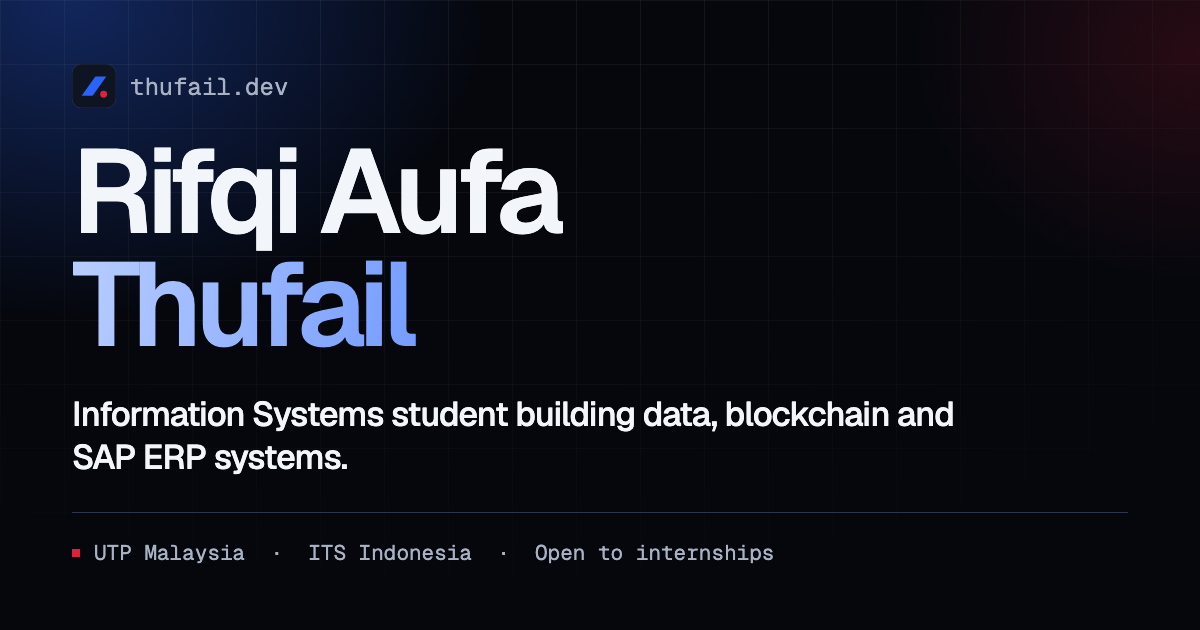 thufail.dev
Rifqi Aufa
Thufail
Information Systems student building data, blockchain and
SAP ERP systems.
UTP Malaysia · ITS Indonesia · Open to internships